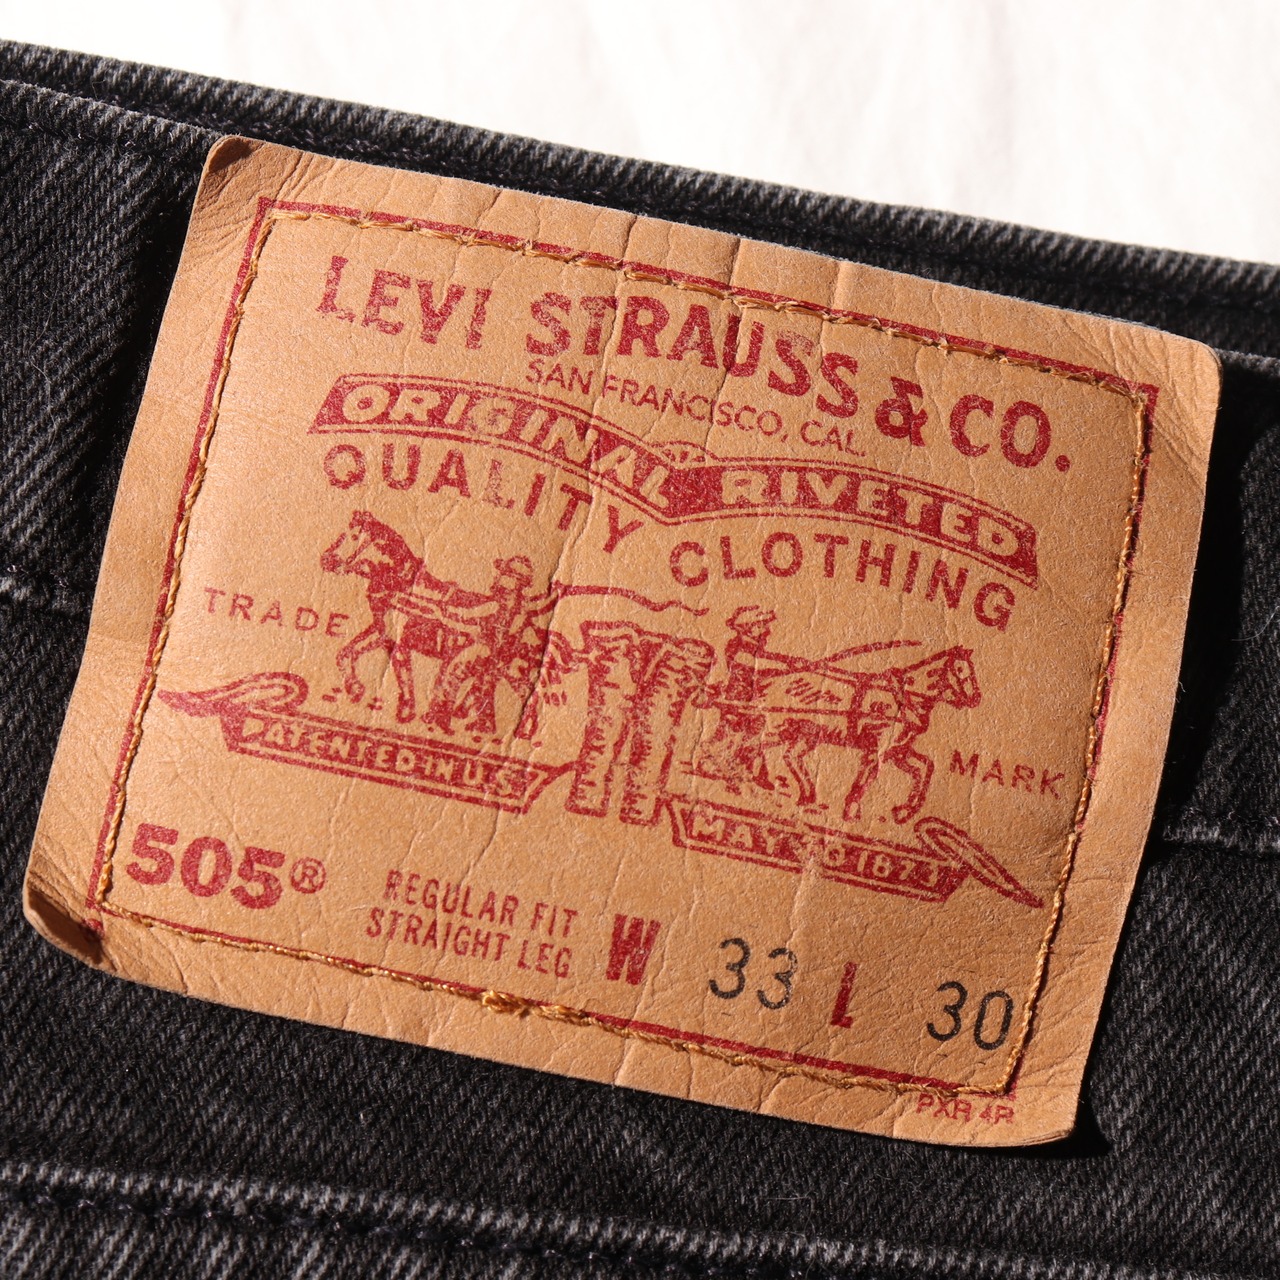 LEVI STRAUSS & CO.
SAN FRANCISCO, CAL.
ORIGINAL RIVETED
QUALITY CLOTHING
TRADE MARK
PATENTED IN U.S.
MAY 20 1873
505®
REGULAR FIT
STRAIGHT LEG
W 33 L 30
PXR 4R